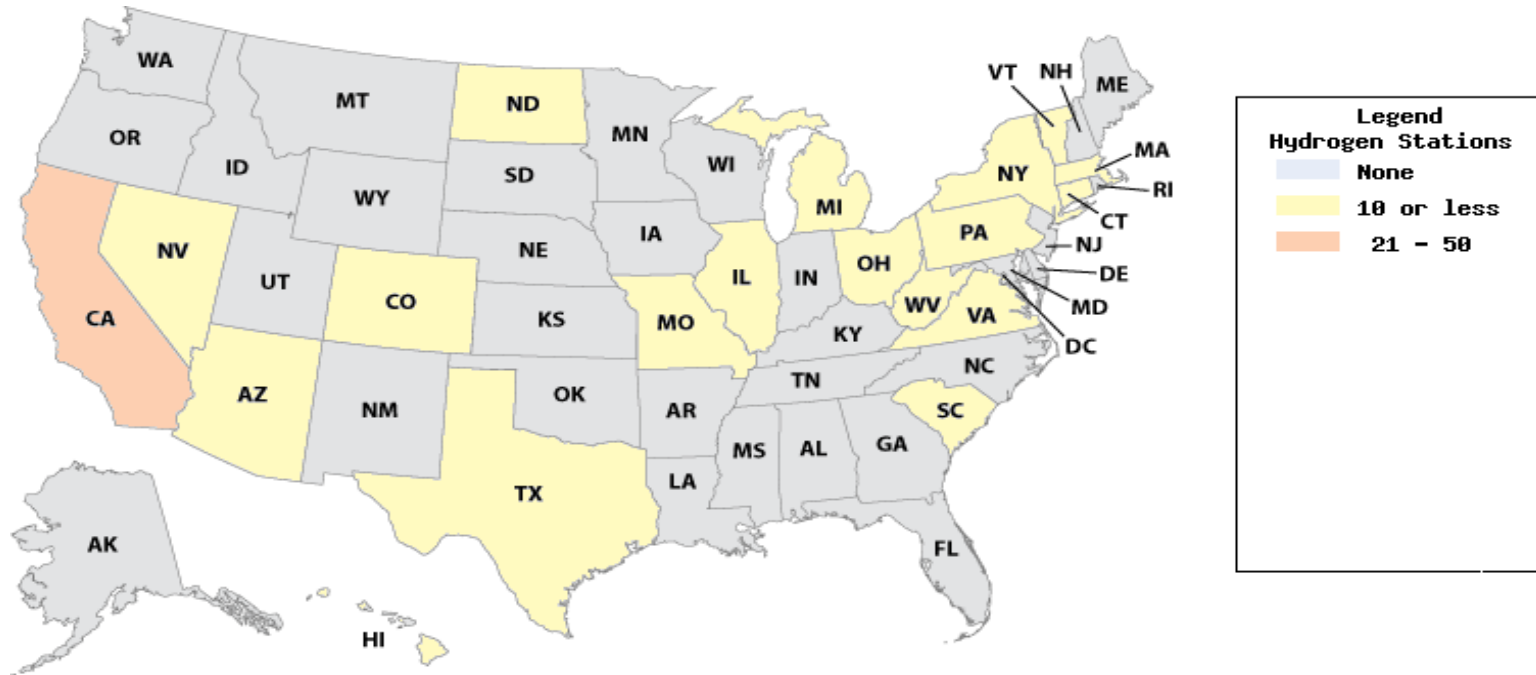 WA
MT
ND
OR
ID
MN
WI
SD
WY
MI
NY
VT
NH
ME
MA
RI
CT
NJ
DE
MD
DC
NV
UT
CO
NE
IA
IL
IN
OH
PA
WV
VA
CA
KS
MO
KY
AZ
NM
OK
AR
TN
NC
SC
MS
AL
GA
TX
LA
FL
AK
HI
Legend
Hydrogen Stations
None
10 or less
21 - 50